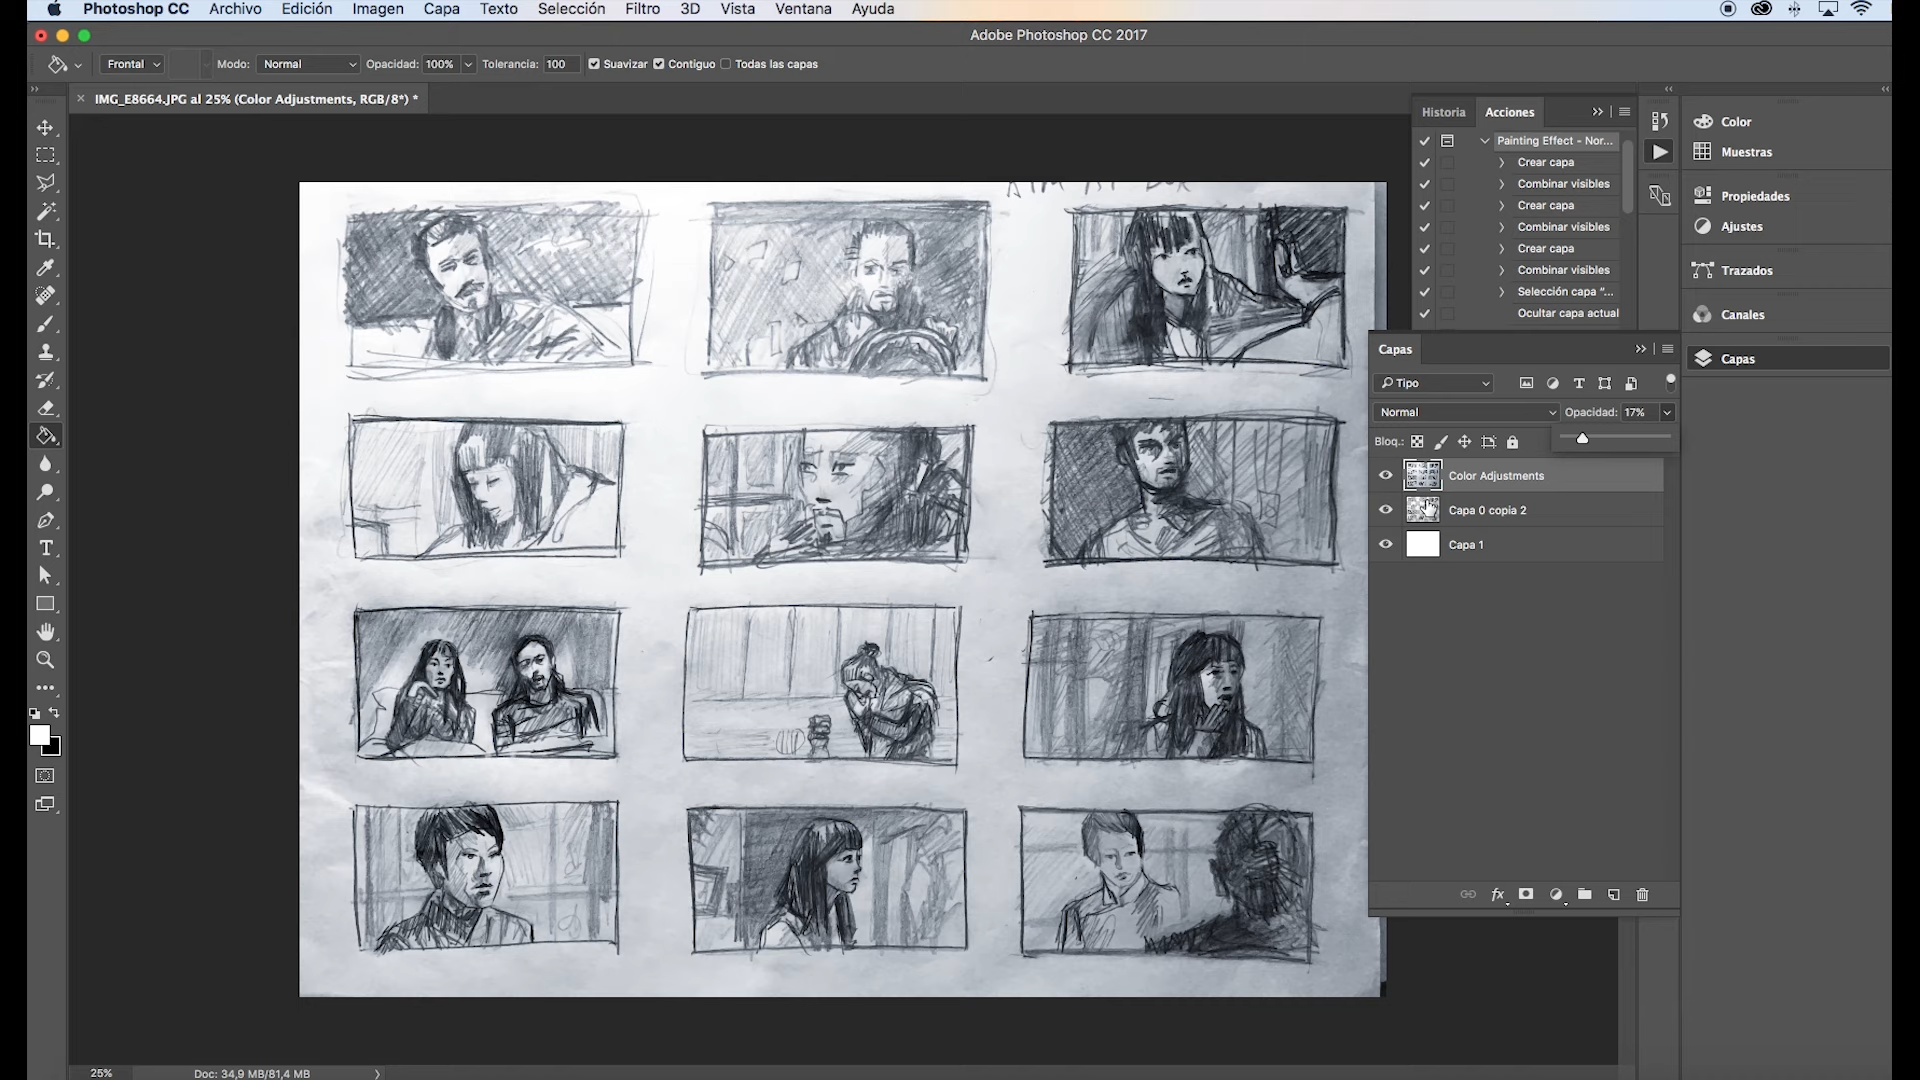 Photoshop CC Archivo Edición Imagen Capa Texto Selección Filtro 3D Vista Ventana Ayuda
Adobe Photoshop CC 2017
Frontal Modo: Normal Opacidad: 100% Tolerancia: 100 Suavizar Contiguo Todas las capas
IMG_E8664.JPG al 25% (Color Adjustments, RGB/8*) *
Historia Acciones
Painting Effect - Nor...
Crear capa
Combinar visibles
Crear capa
Combinar visibles
Crear capa
Combinar visibles
Selección capa “...
Ocultar capa actual
Color
Muestras
Propiedades
Ajustes
Trazados
Canales
Capas
Capas
Tipo
Normal Opacidad: 17%
Bloq.:
Color Adjustments
Capa 0 copia 2
Capa 1
25% Doc: 34,9 MB/81,4 MB